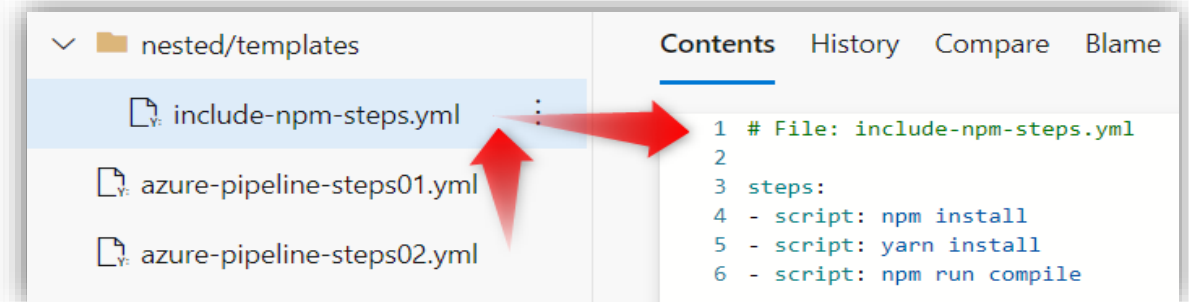 nested/templates
include-npm-steps.yml
azure-pipeline-steps01.yml
azure-pipeline-steps02.yml
Contents History Compare Blame
1 # File: include-npm-steps.yml
2
3 steps:
4 - script: npm install
5 - script: yarn install
6 - script: npm run compile